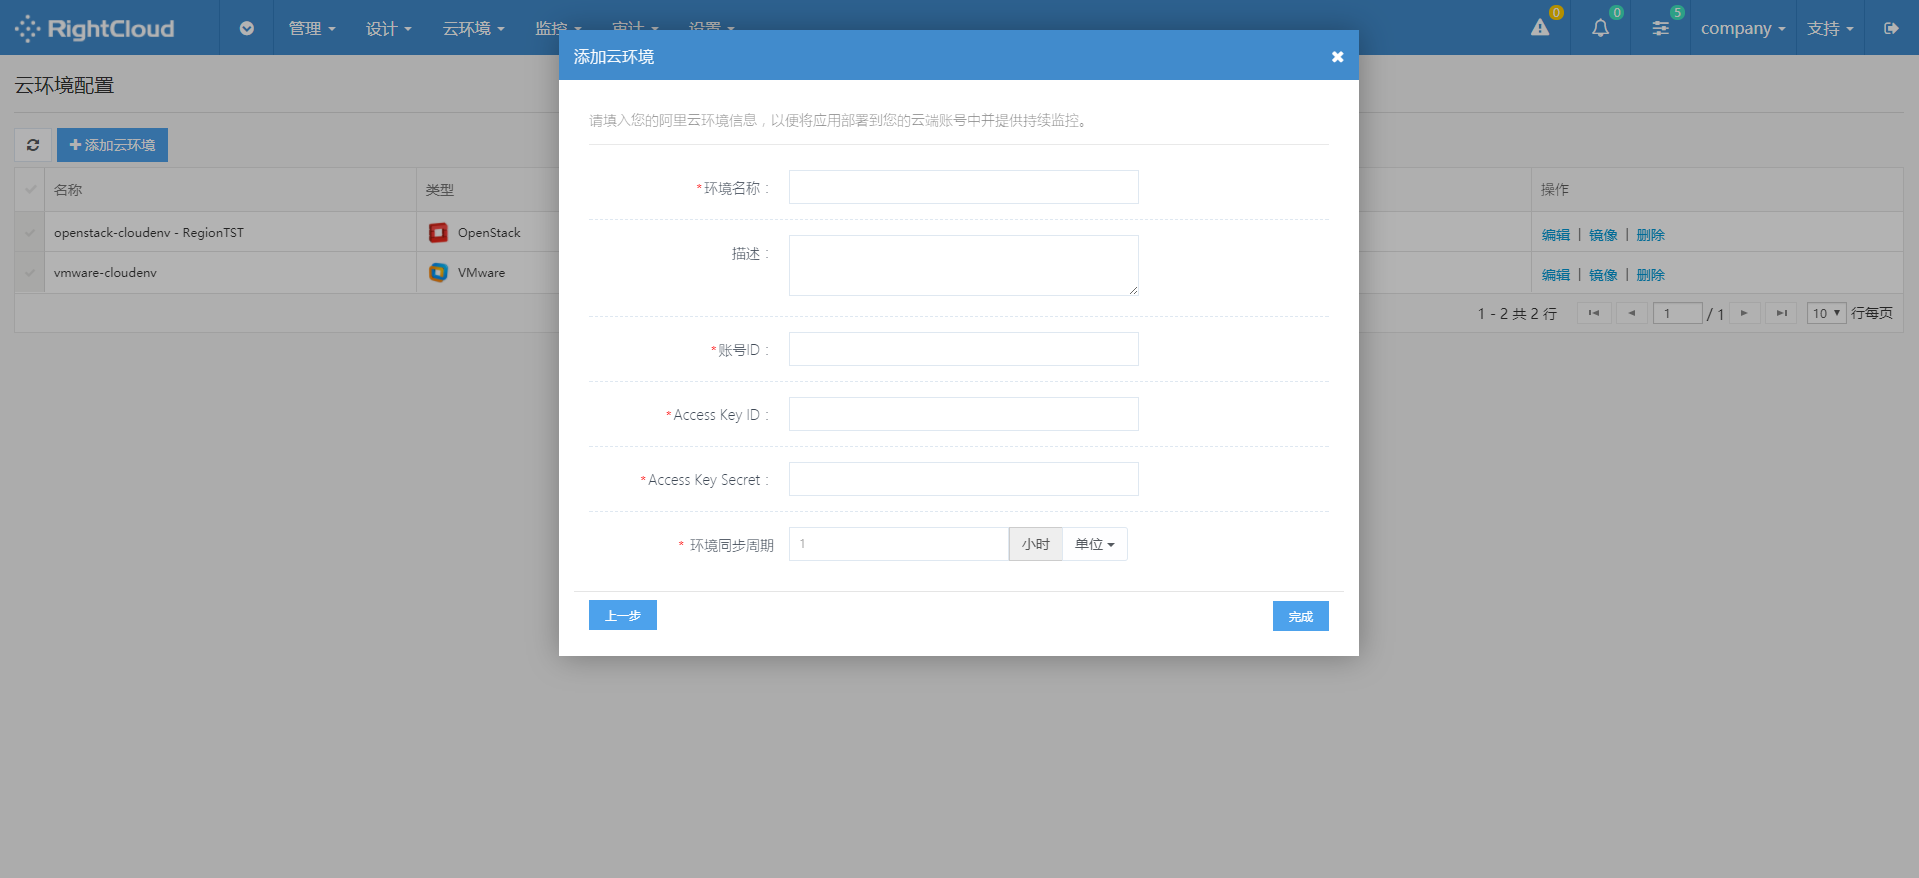 RightCloud 管理 设计 云环境 监控 审计 设置 0 0 5 company 支持
添加云环境
云环境配置
请填入您的阿里云环境信息，以便将应用部署到您的云端账号中并提供持续监控。
添加云环境
名称 类型 操作
openstack-cloudenv - RegionTST OpenStack 编辑 | 镜像 | 删除
vmware-cloudenv VMware 编辑 | 镜像 | 删除
1 - 2 共 2 行 1 / 1 10 行每页
*环境名称：
描述：
*账号ID：
*Access Key ID：
*Access Key Secret：
* 环境同步周期 1 小时 单位
上一步 完成